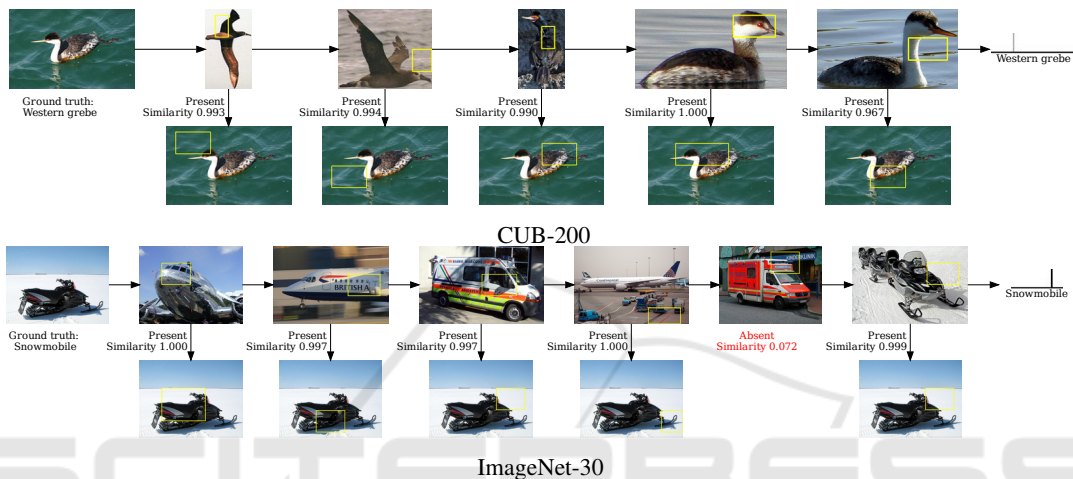 Ground truth:
Western grebe
Present
Similarity 0.993
Present
Similarity 0.994
Present
Similarity 0.990
Present
Similarity 1.000
Present
Similarity 0.967
Western grebe
CUB-200
Ground truth:
Snowmobile
Present
Similarity 1.000
BRITISH A
Present
Similarity 0.997
Present
Similarity 0.997
Present
Similarity 1.000
Absent
Similarity 0.072
Present
Similarity 0.999
Snowmobile
ImageNet-30
SCITEPRESS